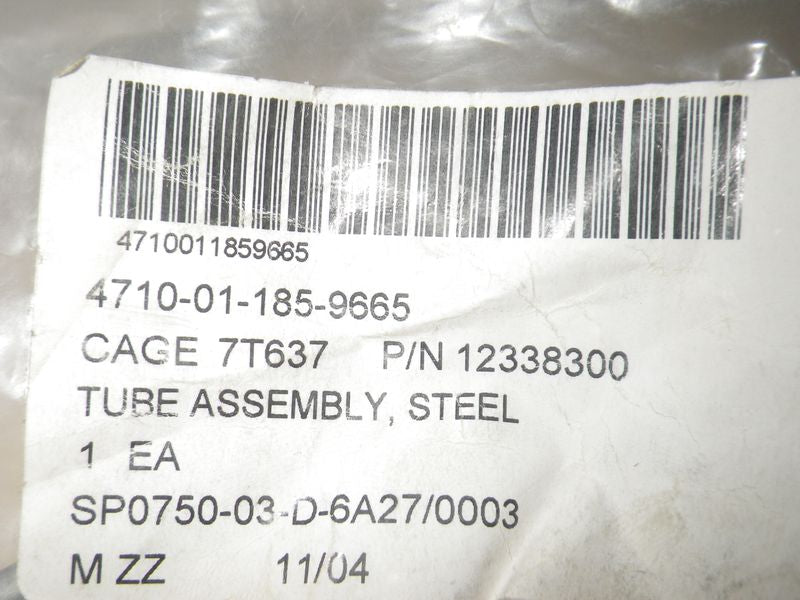 4710011859665
4710-01-185-9665
CAGE 7T637 P/N 12338300
TUBE ASSEMBLY, STEEL
1 EA
SP0750-03-D-6A27/0003
M ZZ 11/04